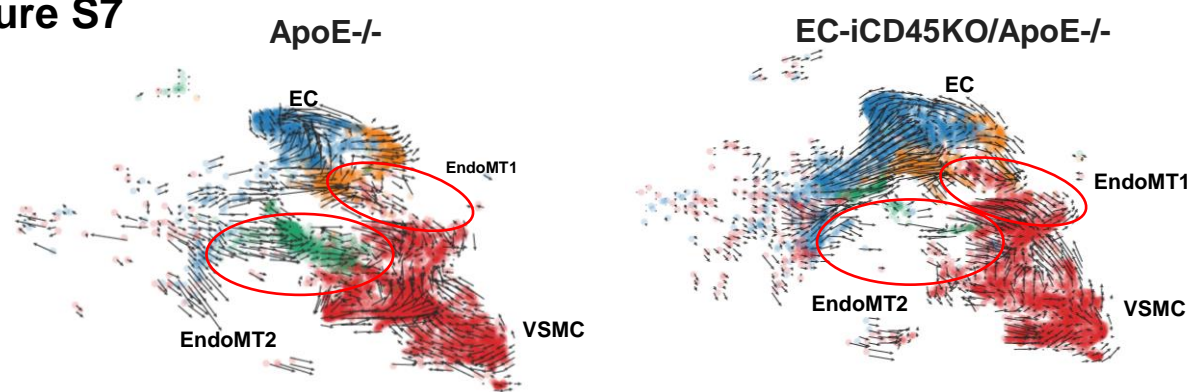 ure S7
ApoE-/-
EC-iCD45KO/ApoE-/-
EC
EC
EndoMT1
EndoMT1
EndoMT2
EndoMT2
VSMC
VSMC